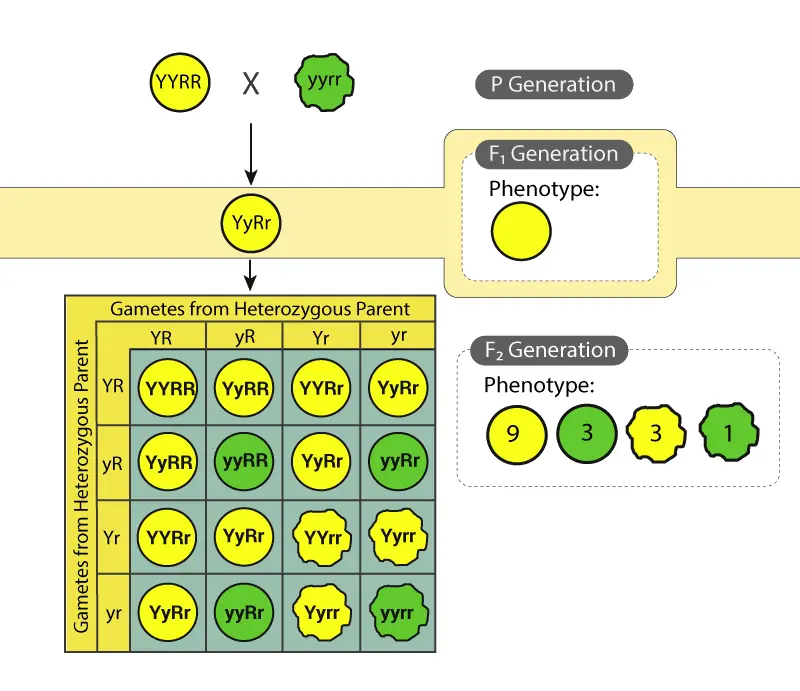 YYRR X yyrr
P Generation
F₁ Generation
Phenotype:
YyRr
Gametes from Heterozygous Parent
Gametes from Heterozygous Parent
YR yR Yr yr
YR YYRR YyRR YYRr YyRr
yR YyRR yyRR YyRr yyRr
Yr YYRr YyRr YYrr Yyrr
yr YyRr yyRr Yyrr yyrr
F₂ Generation
Phenotype:
9 3 3 1